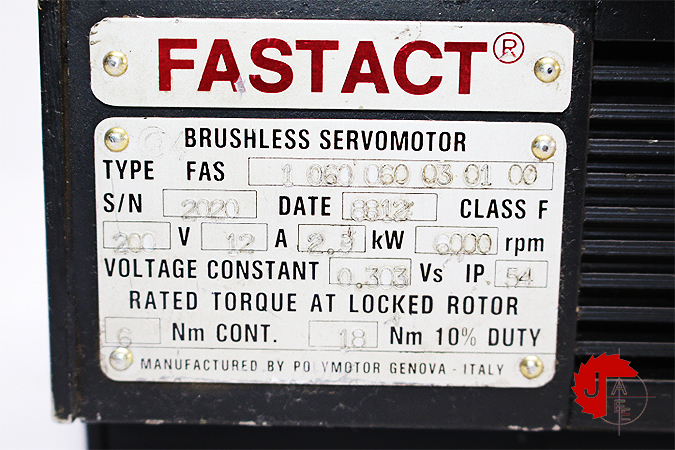 FASTACT®
BRUSHLESS SERVOMOTOR
TYPE FAS 1 060 060 03 01 00
S/N 2020 DATE CLASS F
200 V 12 A 2.3 kW 6000 rpm
VOLTAGE CONSTANT 0.303 Vs IP 54
RATED TORQUE AT LOCKED ROTOR
6 Nm CONT. 18 Nm 10% DUTY
MANUFACTURED BY POLYMOTOR GENOVA - ITALY